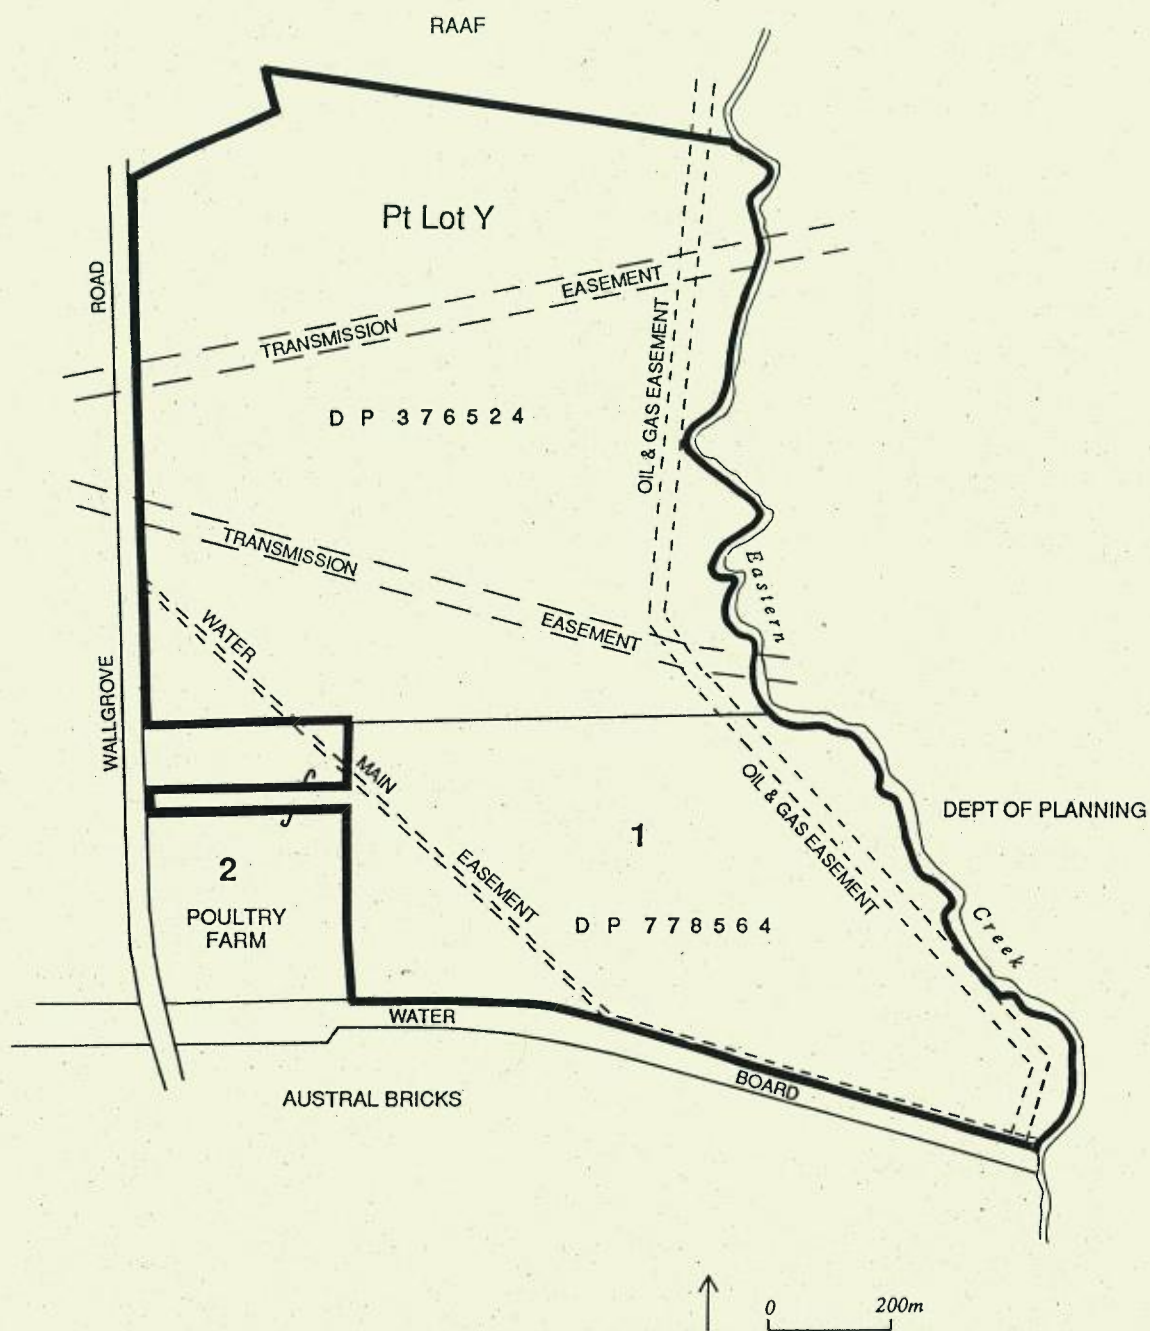 RAAF
Pt Lot Y
ROAD
TRANSMISSION EASEMENT
OIL & GAS EASEMENT
D P 3 7 6 5 2 4
TRANSMISSION EASEMENT
Eastern
WATER
WALLGROVE
MAIN
OIL & GAS EASEMENT
DEPT OF PLANNING
1
2
EASEMENT
POULTRY
FARM
D P 7 7 8 5 6 4
Creek
WATER
BOARD
AUSTRAL BRICKS
0 200m